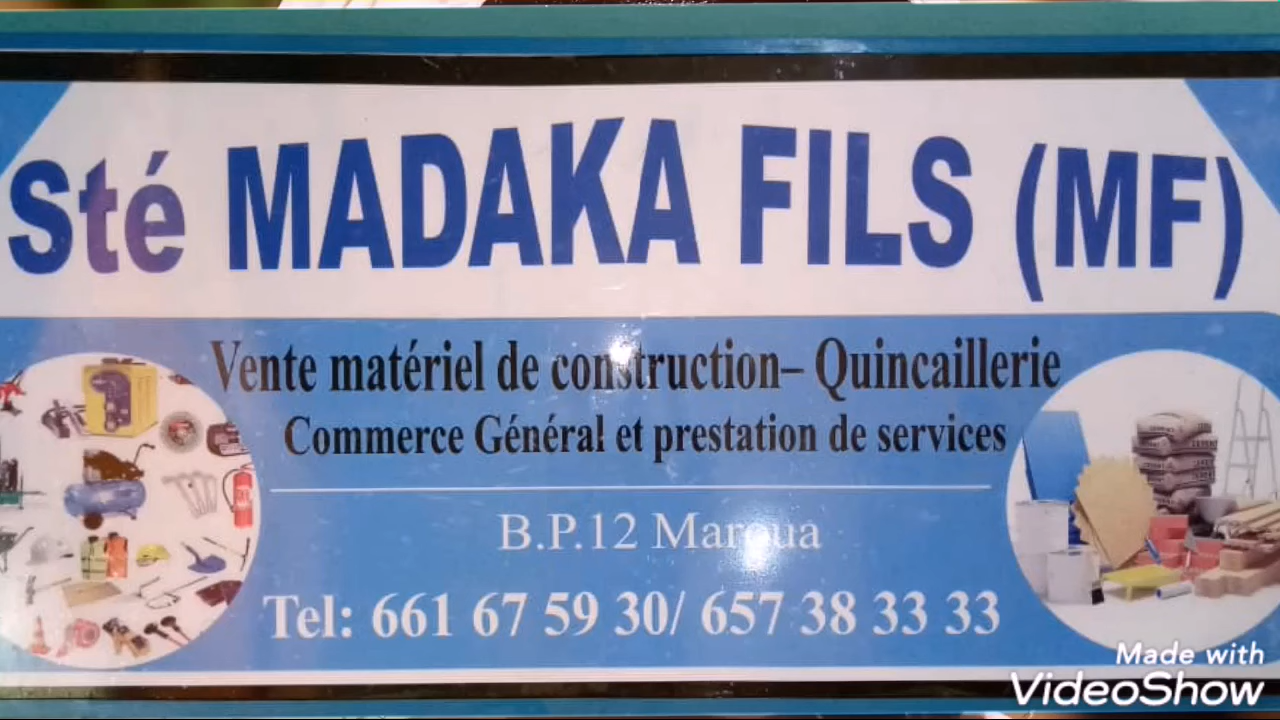 Sté MADAKA FILS (MF)
Vente matériel de construction– Quincaillerie
Commerce Général et prestation de services
B.P.12 Maroua
Tel: 661 67 59 30/ 657 38 33 33
Made with
VideoShow